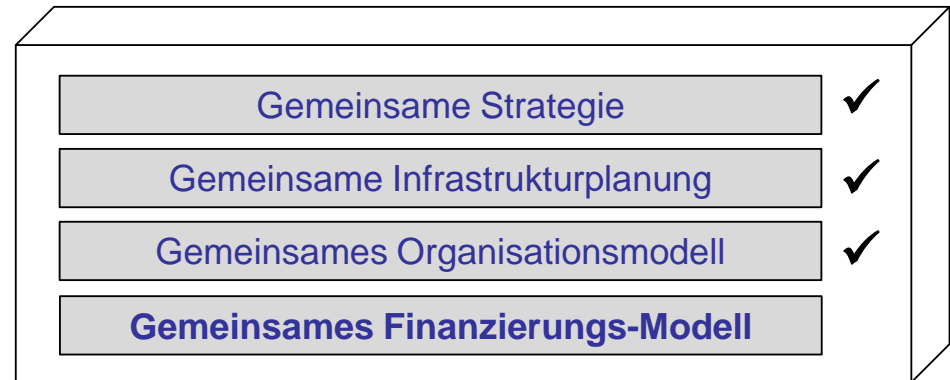 Gemeinsame Strategie ✓
Gemeinsame Infrastrukturplanung ✓
Gemeinsames Organisationsmodell ✓
Gemeinsames Finanzierungs-Modell